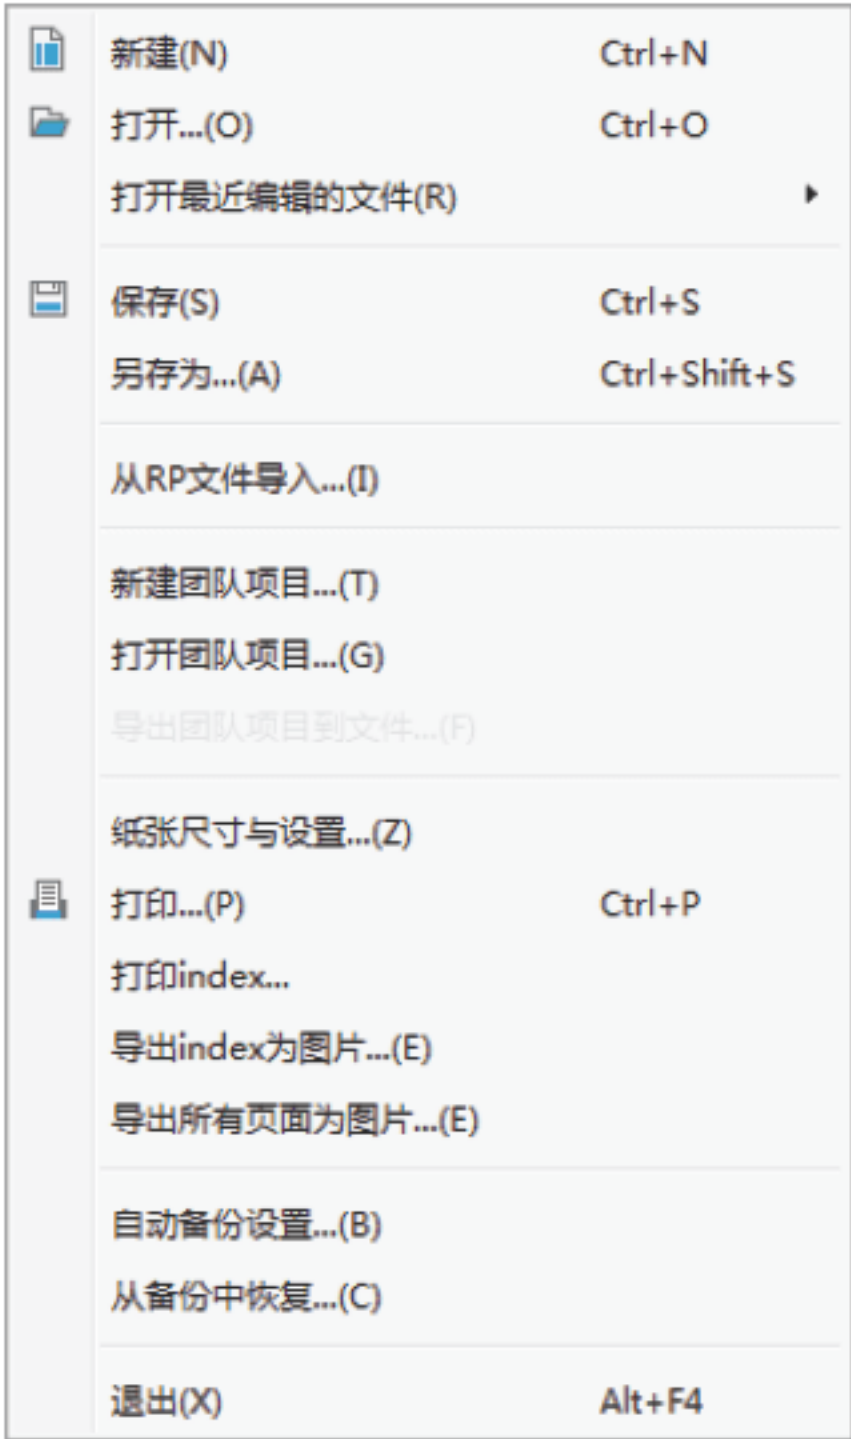 新建(N) Ctrl+N
打开...(O) Ctrl+O
打开最近编辑的文件(R)
保存(S) Ctrl+S
另存为...(A) Ctrl+Shift+S
从RP文件导入...(I)
新建团队项目...(T)
打开团队项目...(G)
导出团队项目到文件...(F)
纸张尺寸与设置...(Z)
打印...(P) Ctrl+P
打印index...
导出index为图片...(E)
导出所有页面为图片...(E)
自动备份设置...(B)
从备份中恢复...(C)
退出(X) Alt+F4